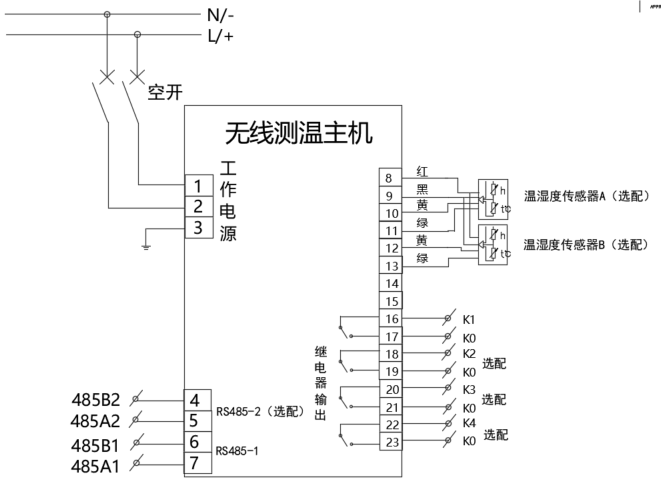 N/-
L/+
空开
无线测温主机
工作电源
1
2
3
485B2
4
485A2
5
RS485-2（选配）
485B1
6
485A1
7
RS485-1
8
红
9
黑
10
黄
11
绿
12
黄
13
绿
14
15
h
t℃
温湿度传感器A（选配）
h
t℃
温湿度传感器B（选配）
继电器输出
16
K1
17
K0
18
K2
19
K0
选配
20
K3
21
K0
选配
22
K4
23
K0
选配